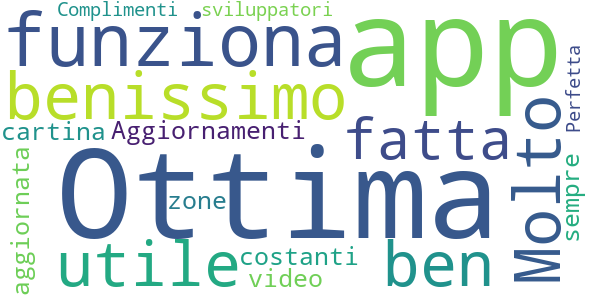 Complimenti sviluppatori
funziona app
benissimo
cartina Aggiornamenti fatta Molto Perfetta
Ottima
zone
aggiornata sempre
utile costanti ben
video